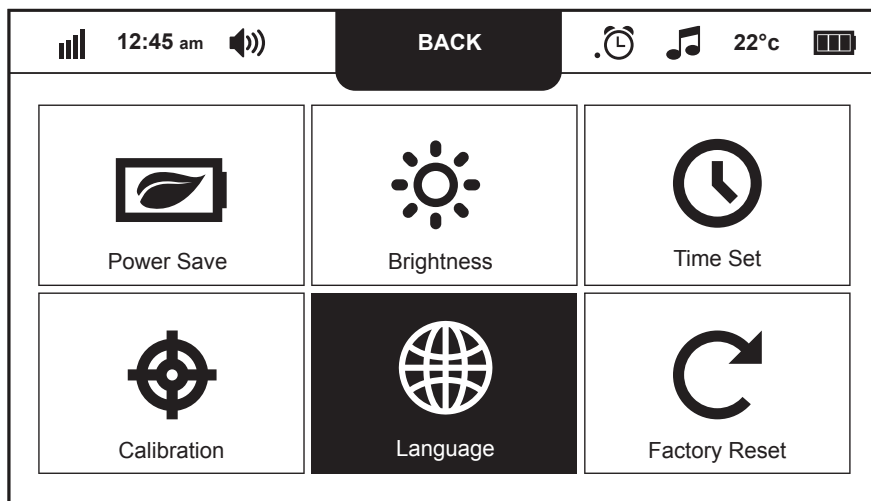 12:45 am BACK 22°c
Power Save Brightness Time Set
Calibration Language Factory Reset